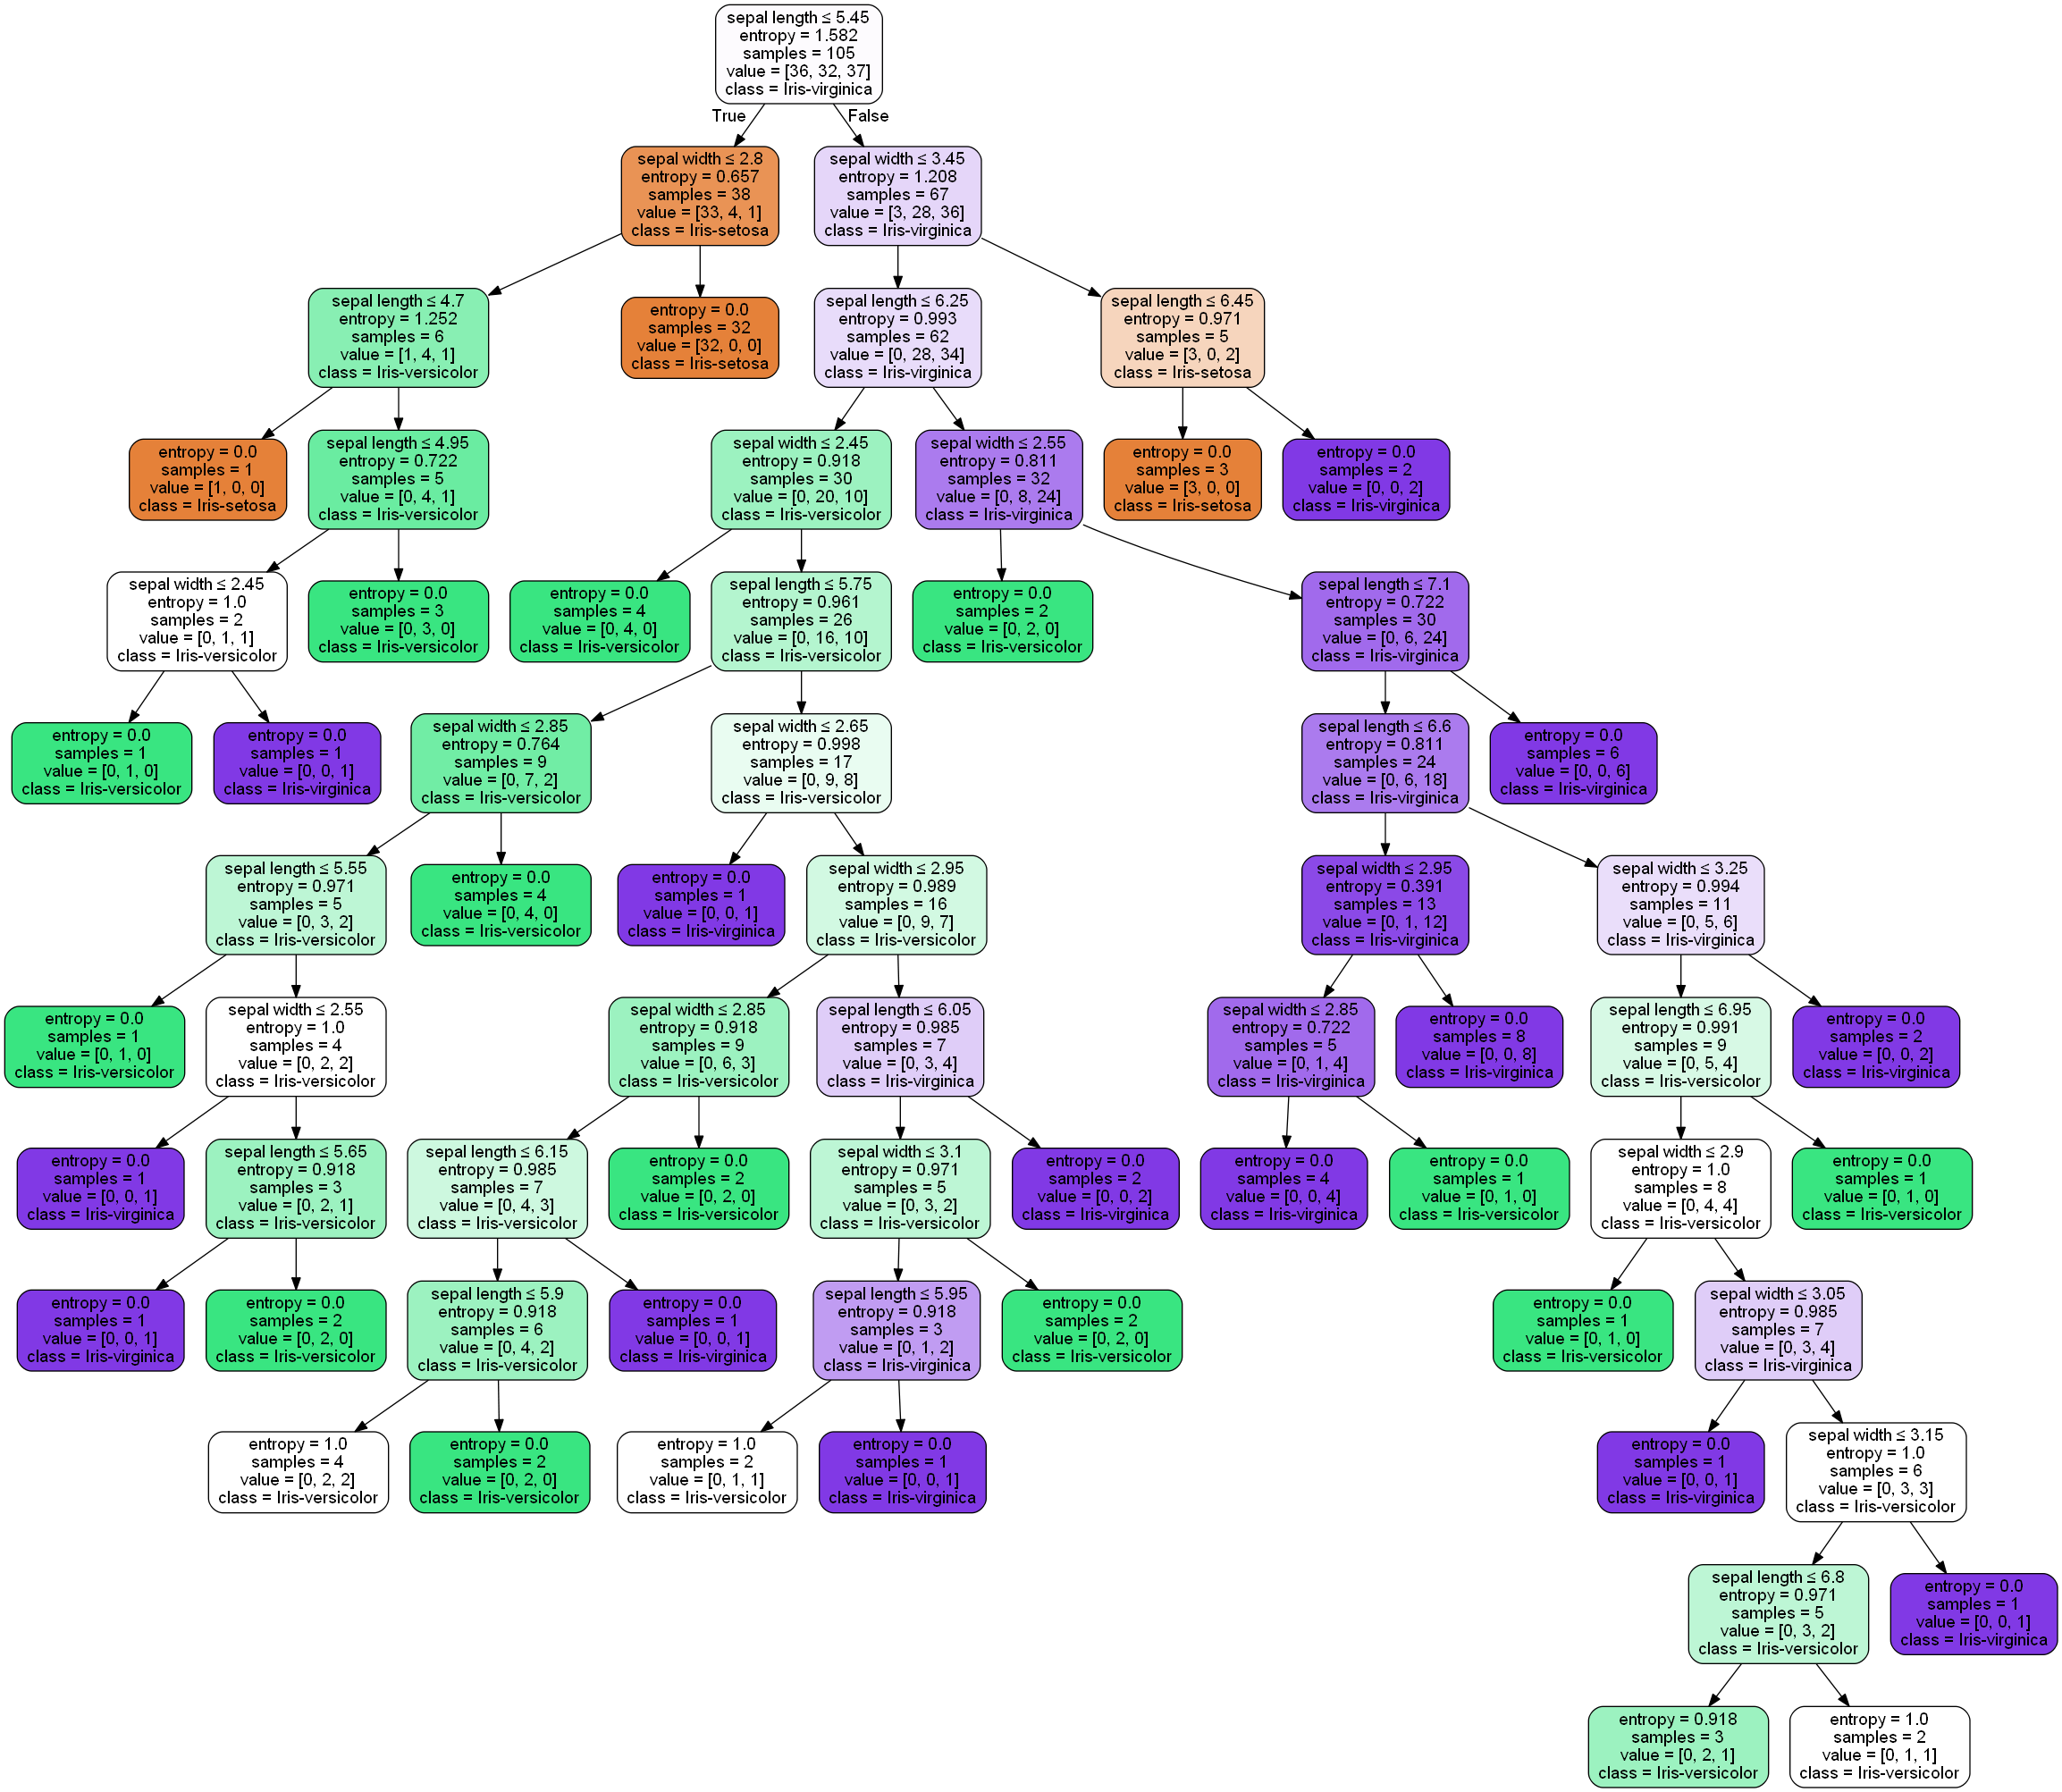 sepal length ≤ 5.45
entropy = 1.582
samples = 105
value = [36, 32, 37]
class = Iris-virginica
True
False
sepal width ≤ 2.8
entropy = 0.657
samples = 38
value = [33, 4, 1]
class = Iris-setosa
sepal width ≤ 3.45
entropy = 1.208
samples = 67
value = [3, 28, 36]
class = Iris-virginica
sepal length ≤ 4.7
entropy = 1.252
samples = 6
value = [1, 4, 1]
class = Iris-versicolor
entropy = 0.0
samples = 32
value = [32, 0, 0]
class = Iris-setosa
sepal length ≤ 6.25
entropy = 0.993
samples = 62
value = [0, 28, 34]
class = Iris-virginica
sepal length ≤ 6.45
entropy = 0.971
samples = 5
value = [3, 0, 2]
class = Iris-setosa
entropy = 0.0
samples = 1
value = [1, 0, 0]
class = Iris-setosa
sepal length ≤ 4.95
entropy = 0.722
samples = 5
value = [0, 4, 1]
class = Iris-versicolor
sepal width ≤ 2.45
entropy = 0.918
samples = 30
value = [0, 20, 10]
class = Iris-versicolor
sepal width ≤ 2.55
entropy = 0.811
samples = 32
value = [0, 8, 24]
class = Iris-virginica
entropy = 0.0
samples = 3
value = [3, 0, 0]
class = Iris-setosa
entropy = 0.0
samples = 2
value = [0, 0, 2]
class = Iris-virginica
sepal width ≤ 2.45
entropy = 1.0
samples = 2
value = [0, 1, 1]
class = Iris-versicolor
entropy = 0.0
samples = 3
value = [0, 3, 0]
class = Iris-versicolor
entropy = 0.0
samples = 4
value = [0, 4, 0]
class = Iris-versicolor
sepal length ≤ 5.75
entropy = 0.961
samples = 26
value = [0, 16, 10]
class = Iris-versicolor
entropy = 0.0
samples = 2
value = [0, 2, 0]
class = Iris-versicolor
sepal length ≤ 7.1
entropy = 0.722
samples = 30
value = [0, 6, 24]
class = Iris-virginica
entropy = 0.0
samples = 1
value = [0, 1, 0]
class = Iris-versicolor
entropy = 0.0
samples = 1
value = [0, 0, 1]
class = Iris-virginica
sepal width ≤ 2.85
entropy = 0.764
samples = 9
value = [0, 7, 2]
class = Iris-versicolor
sepal width ≤ 2.65
entropy = 0.998
samples = 17
value = [0, 9, 8]
class = Iris-versicolor
sepal length ≤ 6.6
entropy = 0.811
samples = 24
value = [0, 6, 18]
class = Iris-virginica
entropy = 0.0
samples = 6
value = [0, 0, 6]
class = Iris-virginica
sepal length ≤ 5.55
entropy = 0.971
samples = 5
value = [0, 3, 2]
class = Iris-versicolor
entropy = 0.0
samples = 4
value = [0, 4, 0]
class = Iris-versicolor
entropy = 0.0
samples = 1
value = [0, 0, 1]
class = Iris-virginica
sepal width ≤ 2.95
entropy = 0.989
samples = 16
value = [0, 9, 7]
class = Iris-versicolor
sepal width ≤ 2.95
entropy = 0.391
samples = 13
value = [0, 1, 12]
class = Iris-virginica
sepal width ≤ 3.25
entropy = 0.994
samples = 11
value = [0, 5, 6]
class = Iris-virginica
entropy = 0.0
samples = 1
value = [0, 1, 0]
class = Iris-versicolor
sepal width ≤ 2.55
entropy = 1.0
samples = 4
value = [0, 2, 2]
class = Iris-versicolor
sepal width ≤ 2.85
entropy = 0.918
samples = 9
value = [0, 6, 3]
class = Iris-versicolor
sepal length ≤ 6.05
entropy = 0.985
samples = 7
value = [0, 3, 4]
class = Iris-virginica
sepal width ≤ 2.85
entropy = 0.722
samples = 5
value = [0, 1, 4]
class = Iris-virginica
entropy = 0.0
samples = 8
value = [0, 0, 8]
class = Iris-virginica
sepal length ≤ 6.95
entropy = 0.991
samples = 9
value = [0, 5, 4]
class = Iris-versicolor
entropy = 0.0
samples = 2
value = [0, 0, 2]
class = Iris-virginica
entropy = 0.0
samples = 1
value = [0, 0, 1]
class = Iris-virginica
sepal length ≤ 5.65
entropy = 0.918
samples = 3
value = [0, 2, 1]
class = Iris-versicolor
sepal length ≤ 6.15
entropy = 0.985
samples = 7
value = [0, 4, 3]
class = Iris-versicolor
entropy = 0.0
samples = 2
value = [0, 2, 0]
class = Iris-versicolor
sepal width ≤ 3.1
entropy = 0.971
samples = 5
value = [0, 3, 2]
class = Iris-versicolor
entropy = 0.0
samples = 2
value = [0, 0, 2]
class = Iris-virginica
entropy = 0.0
samples = 4
value = [0, 0, 4]
class = Iris-virginica
entropy = 0.0
samples = 1
value = [0, 1, 0]
class = Iris-versicolor
sepal width ≤ 2.9
entropy = 1.0
samples = 8
value = [0, 4, 4]
class = Iris-versicolor
entropy = 0.0
samples = 1
value = [0, 1, 0]
class = Iris-versicolor
entropy = 0.0
samples = 1
value = [0, 0, 1]
class = Iris-virginica
entropy = 0.0
samples = 2
value = [0, 2, 0]
class = Iris-versicolor
sepal length ≤ 5.9
entropy = 0.918
samples = 6
value = [0, 4, 2]
class = Iris-versicolor
entropy = 0.0
samples = 1
value = [0, 0, 1]
class = Iris-virginica
sepal length ≤ 5.95
entropy = 0.918
samples = 3
value = [0, 1, 2]
class = Iris-virginica
entropy = 0.0
samples = 2
value = [0, 2, 0]
class = Iris-versicolor
entropy = 0.0
samples = 1
value = [0, 1, 0]
class = Iris-versicolor
sepal width ≤ 3.05
entropy = 0.985
samples = 7
value = [0, 3, 4]
class = Iris-virginica
entropy = 1.0
samples = 4
value = [0, 2, 2]
class = Iris-versicolor
entropy = 0.0
samples = 2
value = [0, 2, 0]
class = Iris-versicolor
entropy = 1.0
samples = 2
value = [0, 1, 1]
class = Iris-versicolor
entropy = 0.0
samples = 1
value = [0, 0, 1]
class = Iris-virginica
entropy = 0.0
samples = 1
value = [0, 0, 1]
class = Iris-virginica
sepal width ≤ 3.15
entropy = 1.0
samples = 6
value = [0, 3, 3]
class = Iris-versicolor
sepal length ≤ 6.8
entropy = 0.971
samples = 5
value = [0, 3, 2]
class = Iris-versicolor
entropy = 0.0
samples = 1
value = [0, 0, 1]
class = Iris-virginica
entropy = 0.918
samples = 3
value = [0, 2, 1]
class = Iris-versicolor
entropy = 1.0
samples = 2
value = [0, 1, 1]
class = Iris-versicolor